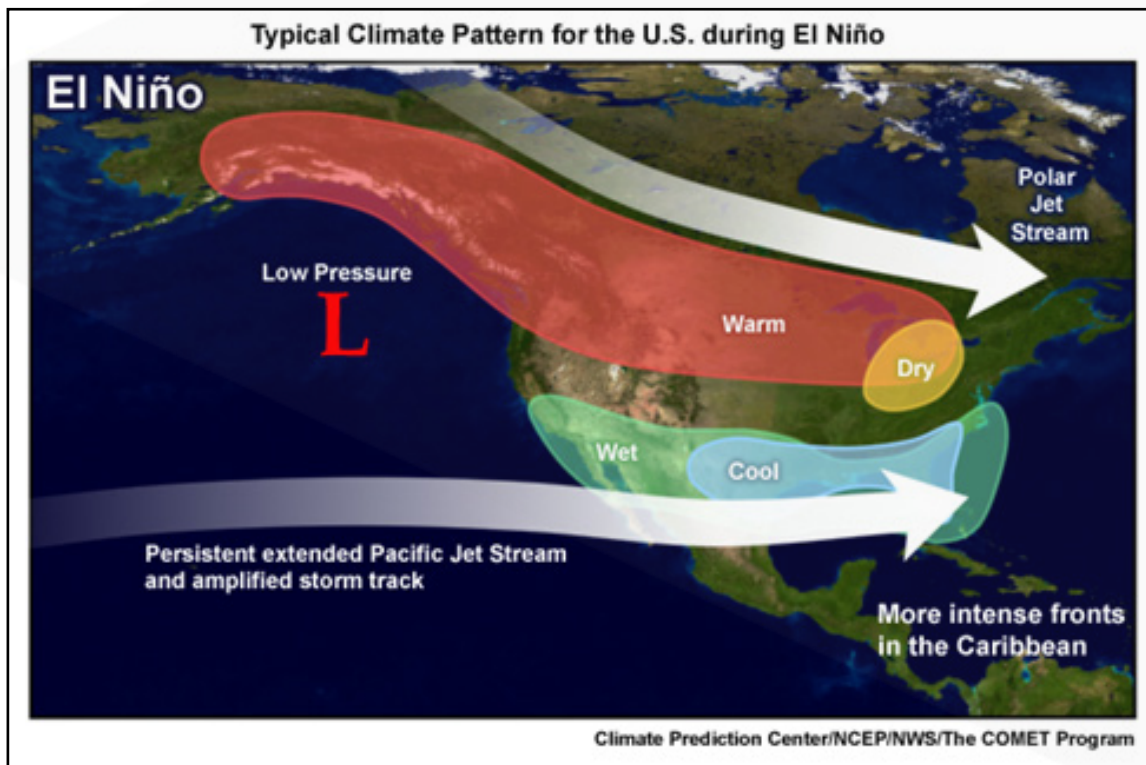 Typical Climate Pattern for the U.S. during El Niño
El Niño
Polar
Jet
Stream
Low Pressure
L
Warm
Dry
Wet
Cool
Persistent extended Pacific Jet Stream
and amplified storm track
More intense fronts
in the Caribbean
Climate Prediction Center/NCEP/NWS/The COMET Program